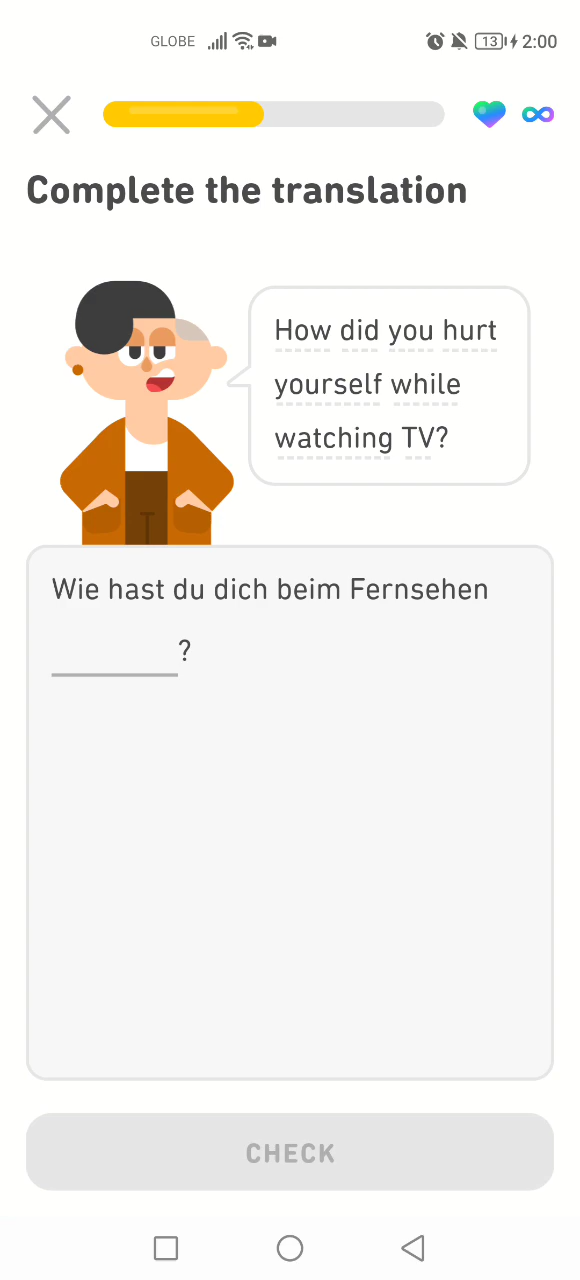 GLOBE 13 2:00
Complete the translation
How did you hurt
yourself while
watching TV?
Wie hast du dich beim Fernsehen
?
CHECK